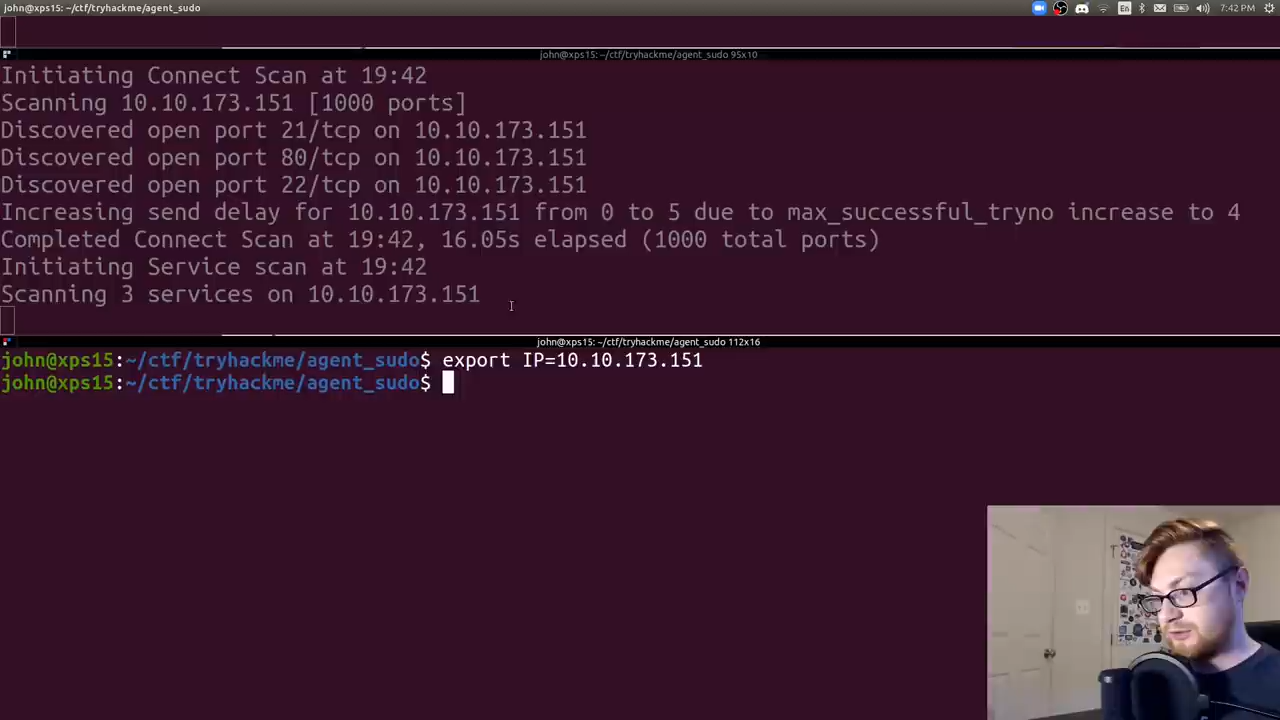 john@xps15: ~/ctf/tryhackme/agent_sudo
En
7:42 PM
john@xps15: ~/ctf/tryhackme/agent_sudo 95x10
Initiating Connect Scan at 19:42
Scanning 10.10.173.151 [1000 ports]
Discovered open port 21/tcp on 10.10.173.151
Discovered open port 80/tcp on 10.10.173.151
Discovered open port 22/tcp on 10.10.173.151
Increasing send delay for 10.10.173.151 from 0 to 5 due to max_successful_tryno increase to 4
Completed Connect Scan at 19:42, 16.05s elapsed (1000 total ports)
Initiating Service scan at 19:42
Scanning 3 services on 10.10.173.151
john@xps15: ~/ctf/tryhackme/agent_sudo 112x16
john@xps15:~/ctf/tryhackme/agent_sudo$ export IP=10.10.173.151
john@xps15:~/ctf/tryhackme/agent_sudo$